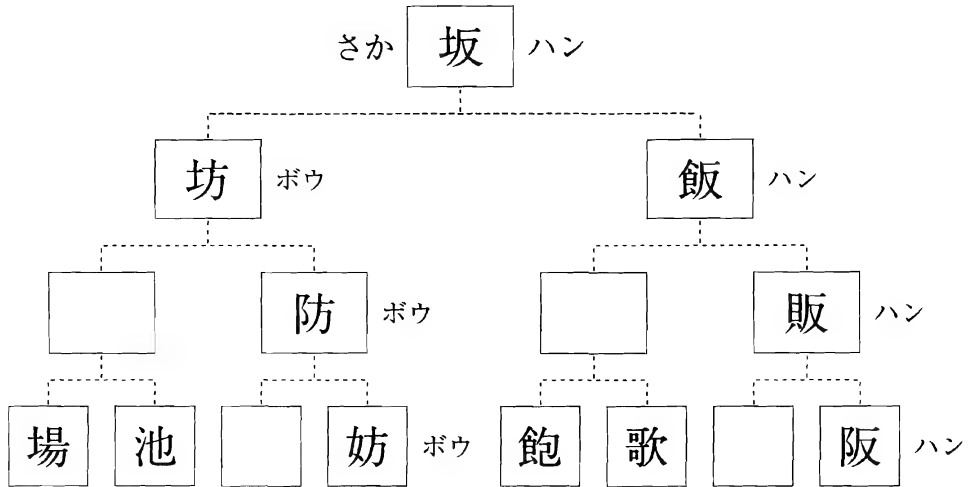 さか 坂 ハン
坊 ボウ 飯 ハン
防 ボウ 販 ハン
場 池 妨 ボウ 飽 歌 阪 ハン